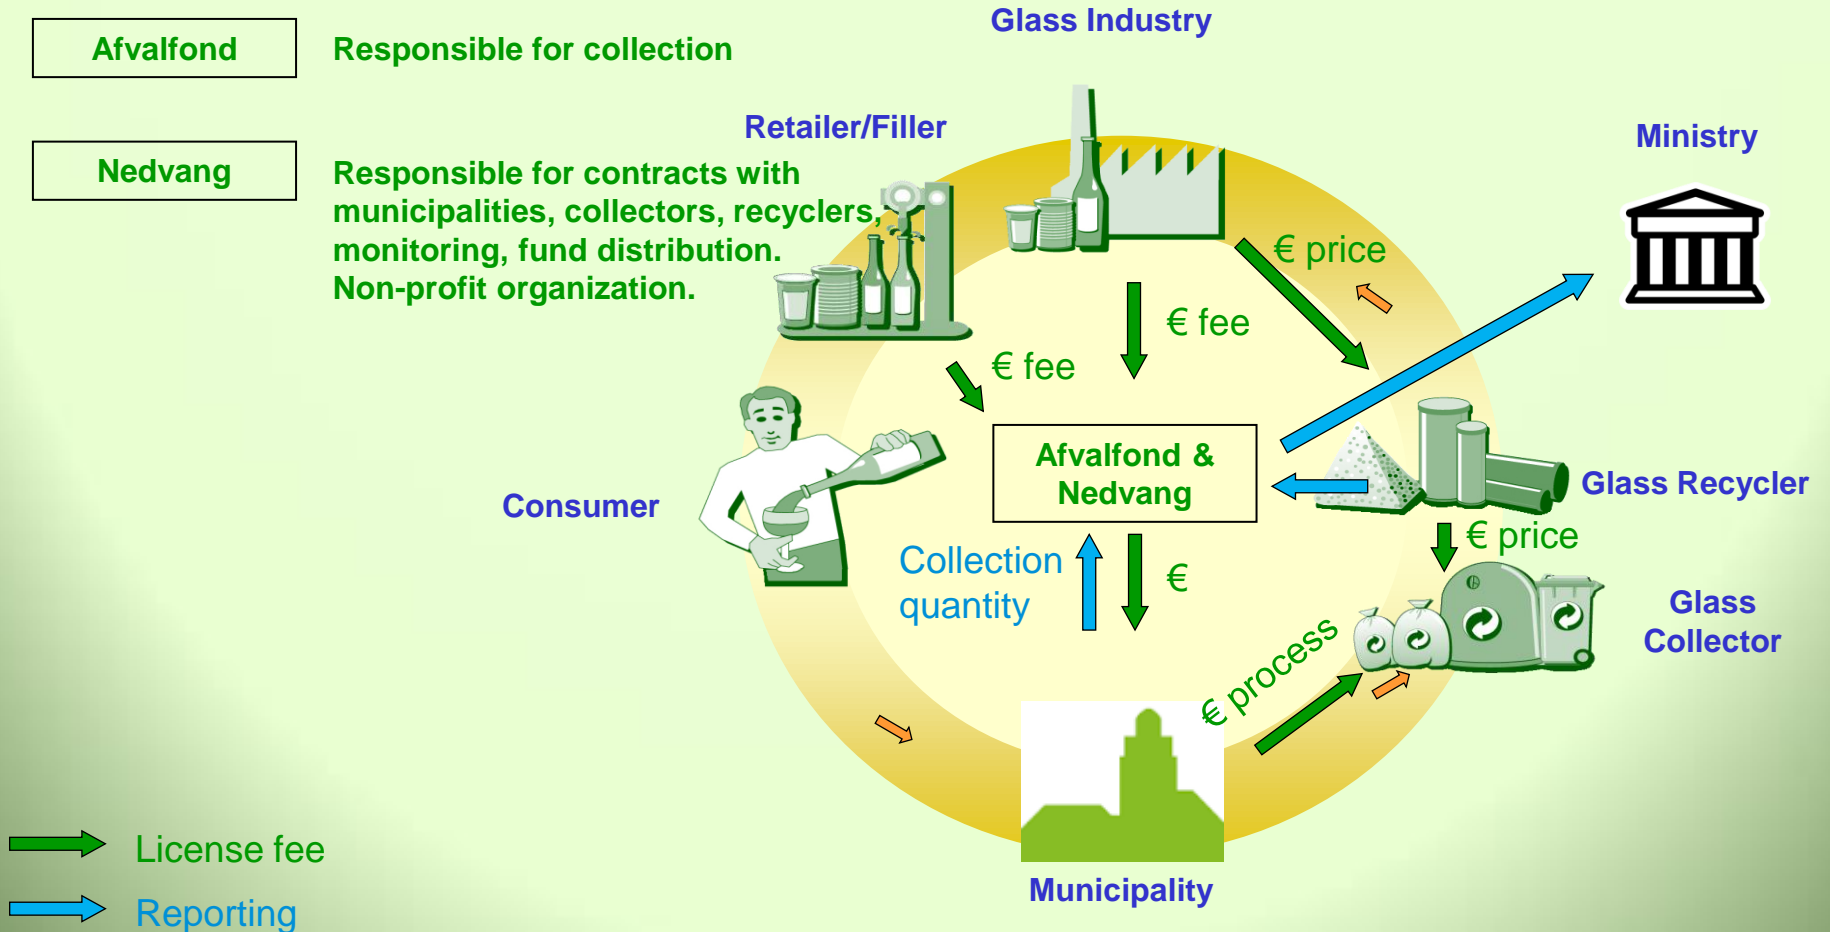 Glass Industry
Afvalfond
Responsible for collection
Retailer/Filler
Ministry
Nedvang
Responsible for contracts with
municipalities, collectors, recyclers,
monitoring, fund distribution.
Non-profit organization.
€ price
€ fee
€ fee
Afvalfond &
Nedvang
Glass Recycler
Consumer
€ price
Collection
quantity
€
Glass
Collector
€ process
Municipality
License fee
Reporting